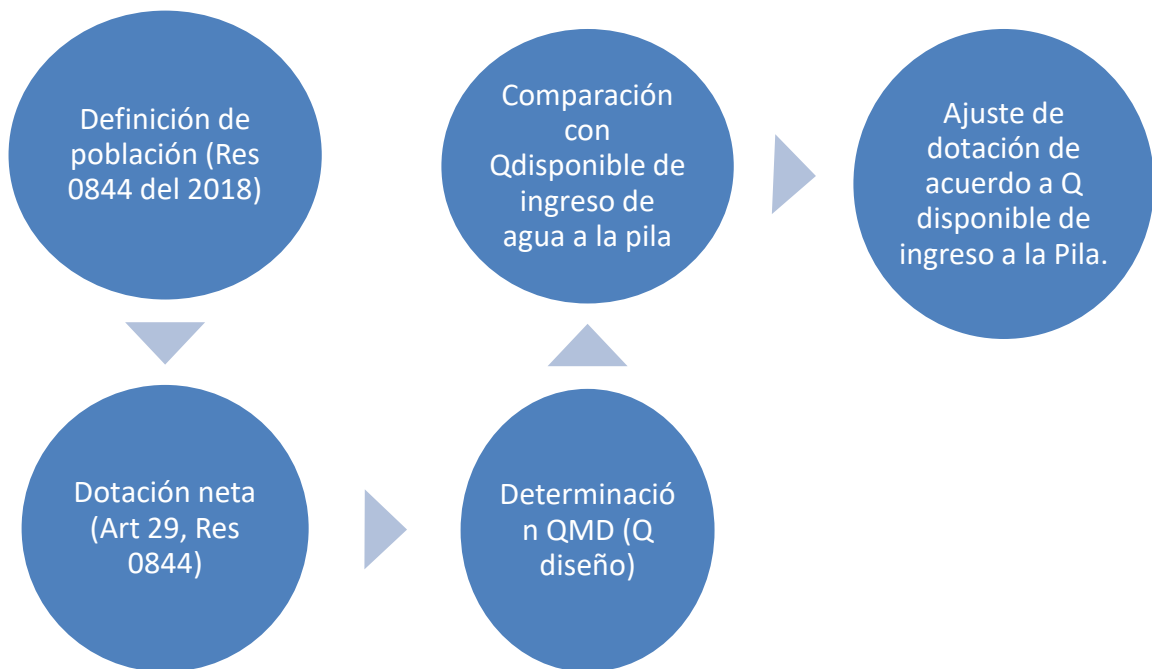 Definición de
población (Res
0844 del 2018)
Dotación neta
(Art 29, Res
0844)
Determinació
n QMD (Q
diseño)
Comparación
con
Qdisponible de
ingreso de
agua a la pila
Ajuste de
dotación de
acuerdo a Q
disponible de
ingreso a la Pila.